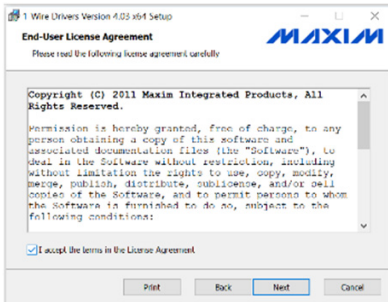 1 Wire Drivers Version 4.03 x64 Setup
End-User License Agreement
MAXIM
Please read the following license agreement carefully
Copyright (C) 2011 Maxim Integrated Products, All
Rights Reserved.
Permission is hereby granted, free of charge, to any
person obtaining a copy of this software and
associated documentation files (the "Software"), to
deal in the Software without restriction, including
without limitation the rights to use, copy, modify,
merge, publish, distribute, sublicense, and/or sell
copies of the Software, and to permit persons to whom
the Software is furnished to do so, subject to the
following conditions:
I accept the terms in the License Agreement
Print
Back
Next
Cancel